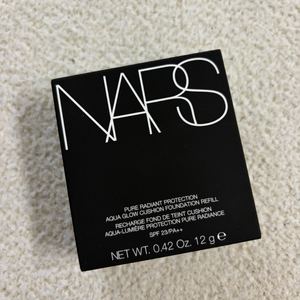 NARS
PURE RADIANT PROTECTION
AQUA GLOW CUSHION FOUNDATION REFILL
RECHARGE FOND DE TEINT CUSHION
AQUA-LUMIÈRE PROTECTION PURE RADIANCE
SPF 23/PA++
NET WT. 0.42 Oz. 12 g ℮